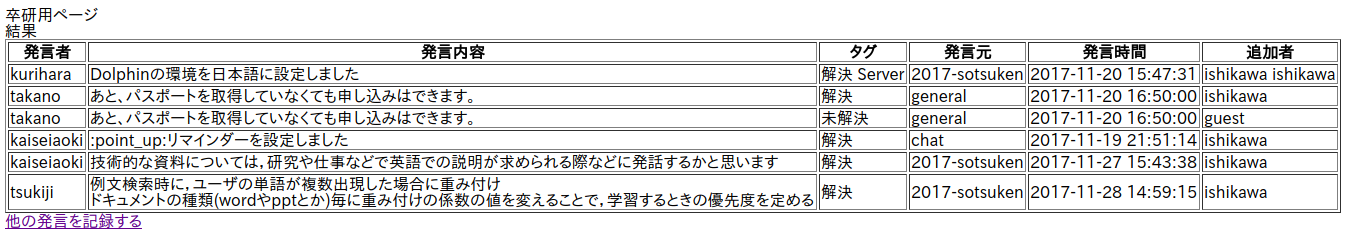 卒研用ページ
結果
発言者 発言内容 タグ 発言元 発言時間 追加者
kurihara Dolphinの環境を日本語に設定しました 解決 Server 2017-sotsuken 2017-11-20 15:47:31 ishikawa ishikawa
takano あと、パスポートを取得していなくても申し込みはできます。 解決 general 2017-11-20 16:50:00 ishikawa
takano あと、パスポートを取得していなくても申し込みはできます。 未解決 general 2017-11-20 16:50:00 guest
kaiseiaoki :point_up:リマインダーを設定しました 解決 chat 2017-11-19 21:51:14 ishikawa
kaiseiaoki 技術的な資料については，研究や仕事などで英語での説明が求められる際などに発話するかと思います 解決 2017-sotsuken 2017-11-27 15:43:38 ishikawa
tsukiji 例文検索時に，ユーザの単語が複数出現した場合に重み付け
ドキュメントの種類(wordやpptとか)毎に重み付けの係数の値を変えることで，学習するときの優先度を定める 解決 2017-sotsuken 2017-11-28 14:59:15 ishikawa
他の発言を記録する